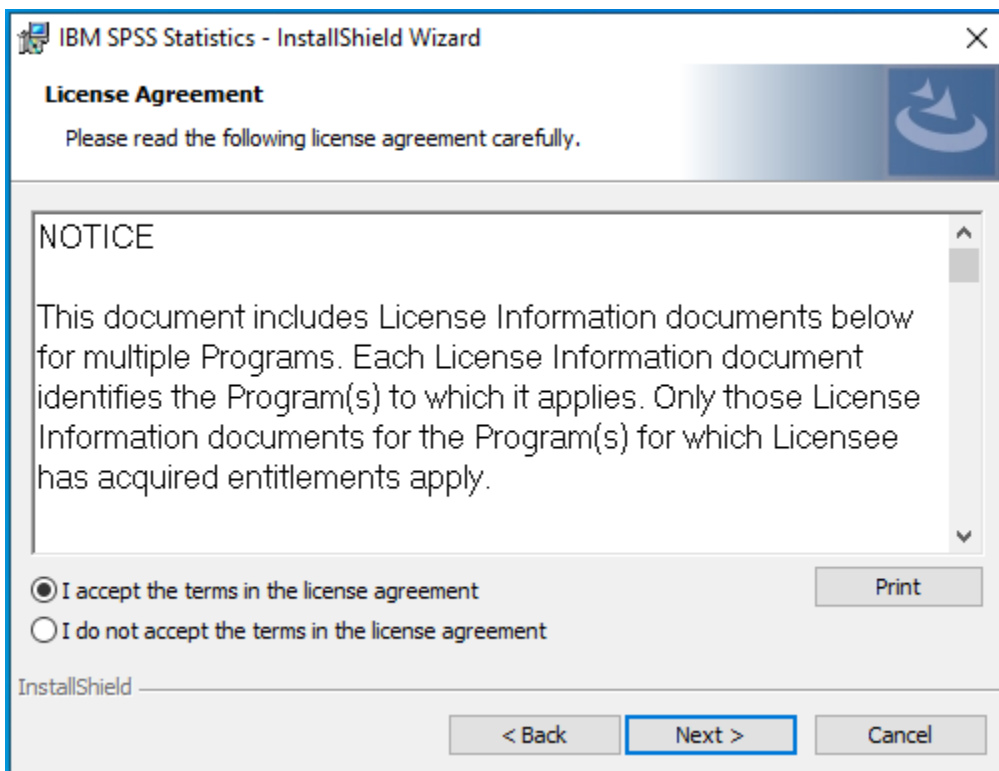 IBM SPSS Statistics - InstallShield Wizard
License Agreement
Please read the following license agreement carefully.
NOTICE
This document includes License Information documents below
for multiple Programs. Each License Information document
identifies the Program(s) to which it applies. Only those License
Information documents for the Program(s) for which Licensee
has acquired entitlements apply.
I accept the terms in the license agreement
Print
I do not accept the terms in the license agreement
InstallShield
< Back
Next >
Cancel